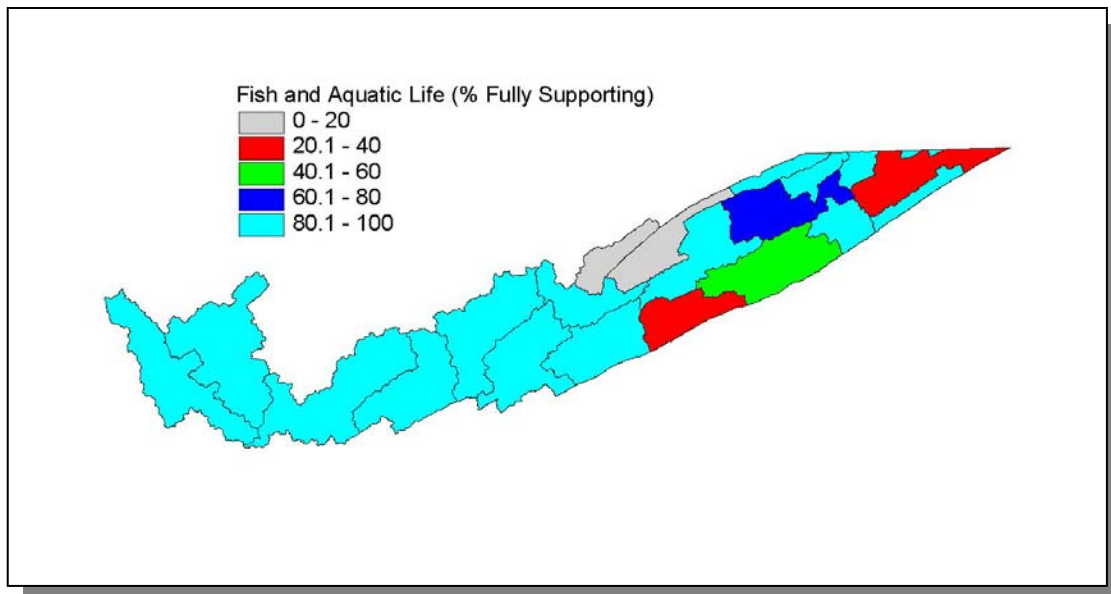 Fish and Aquatic Life (% Fully Supporting)
0 - 20
20.1 - 40
40.1 - 60
60.1 - 80
80.1 - 100